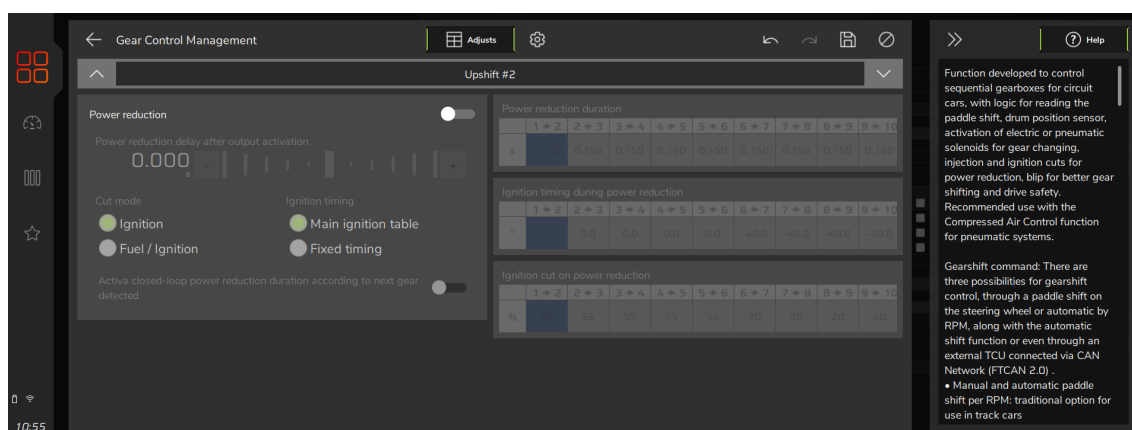 Gear Control Management
Adjusts
Help
Upshift #2
Power reduction
Power reduction delay after output activation
0.000
s
-
+
Cut mode
Ignition timing
Ignition
Main ignition table
Fuel / Ignition
Fixed timing
Activa closed-loop power reduction duration according to next gear
detected
Power reduction duration
1 → 2 2 → 3 3 → 4 4 → 5 5 → 6 6 → 7 7 → 8 8 → 9 9 → 10
s 0.150 0.150 0.150 0.150 0.150 0.150 0.150 0.150 0.150
Ignition timing during power reduction
1 → 2 2 → 3 3 → 4 4 → 5 5 → 6 6 → 7 7 → 8 8 → 9 9 → 10
° 0.0 0.0 0.0 0.0 0.0 -40.0 -40.0 -40.0 -40.0
Ignition cut on power reduction
1 → 2 2 → 3 3 → 4 4 → 5 5 → 6 6 → 7 7 → 8 8 → 9 9 → 10
% 55 55 55 55 55 20 20 20 20
Function developed to control
sequential gearboxes for circuit
cars, with logic for reading the
paddle shift, drum position sensor,
activation of electric or pneumatic
solenoids for gear changing,
injection and ignition cuts for
power reduction, blip for better gear
shifting and drive safety.
Recommended use with the
Compressed Air Control function
for pneumatic systems.
Gearshift command: There are
three possibilities for gearshift
control, through a paddle shift on
the steering wheel or automatic by
RPM, along with the automatic
shift function or even through an
external TCU connected via CAN
Network (FTCAN 2.0) .
• Manual and automatic paddle
shift per RPM: traditional option for
use in track cars
10:55